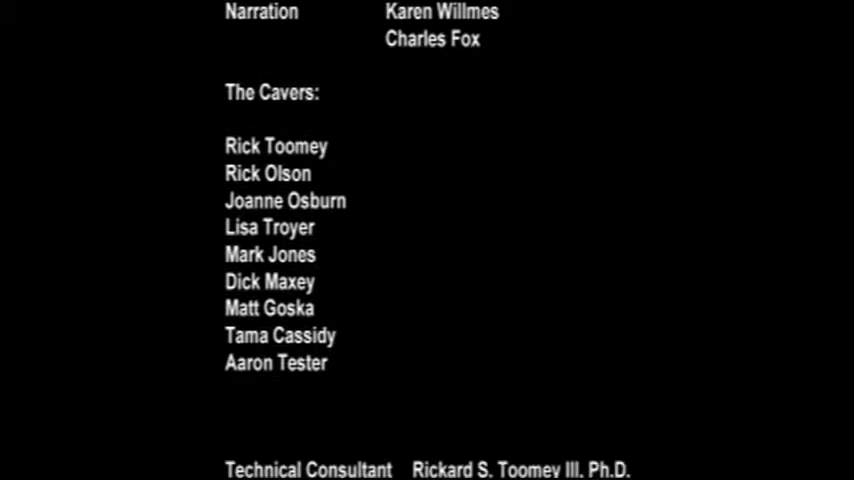 Narration Karen Willmes
Charles Fox
The Cavers:
Rick Toomey
Rick Olson
Joanne Osburn
Lisa Troyer
Mark Jones
Dick Maxey
Matt Goska
Tama Cassidy
Aaron Tester
Technical Consultant Rickard S. Toomey III, Ph.D.